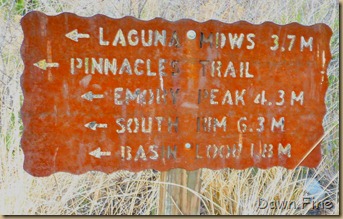 ← LAGUNA MDWS 3.7 M
← PINNACLES TRAIL
← EMORY PEAK 4.3 M
← SOUTH RIM 6.3 M
← BASIN LOOP 1.8 M
Dawn Fine